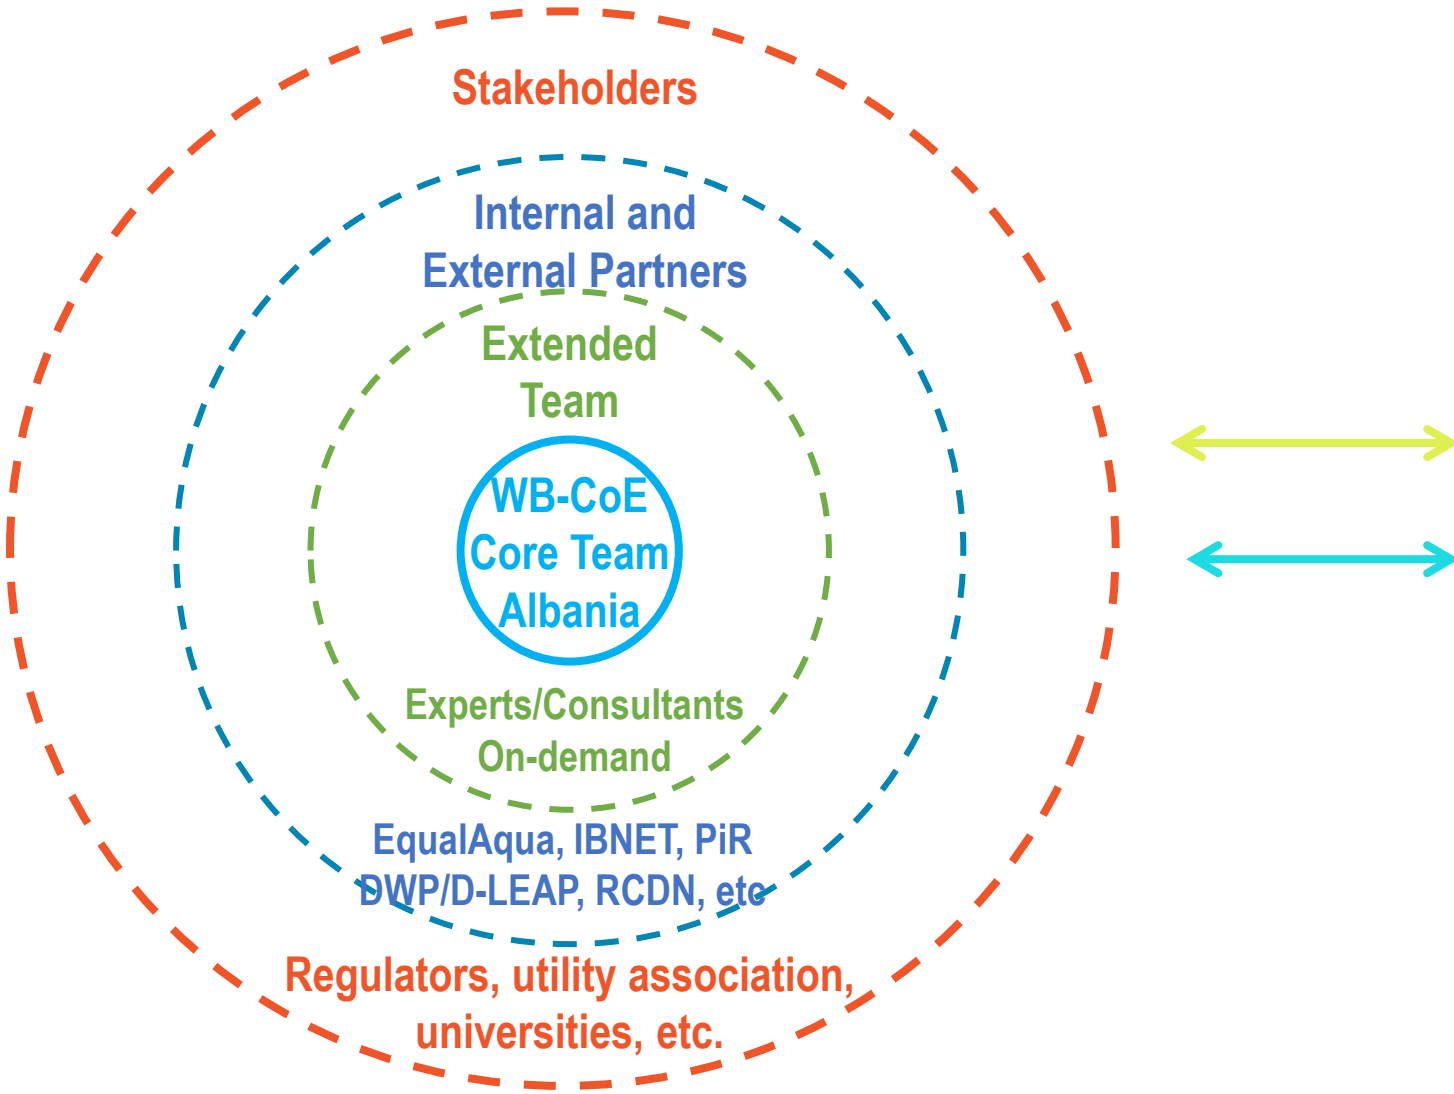 Stakeholders
Internal and
External Partners
Extended
Team
WB-CoE
Core Team
Albania
Experts/Consultants
On-demand
EqualAqua, IBNET, PiR
DWP/D-LEAP, RCDN, etc
Regulators, utility association,
universities, etc.